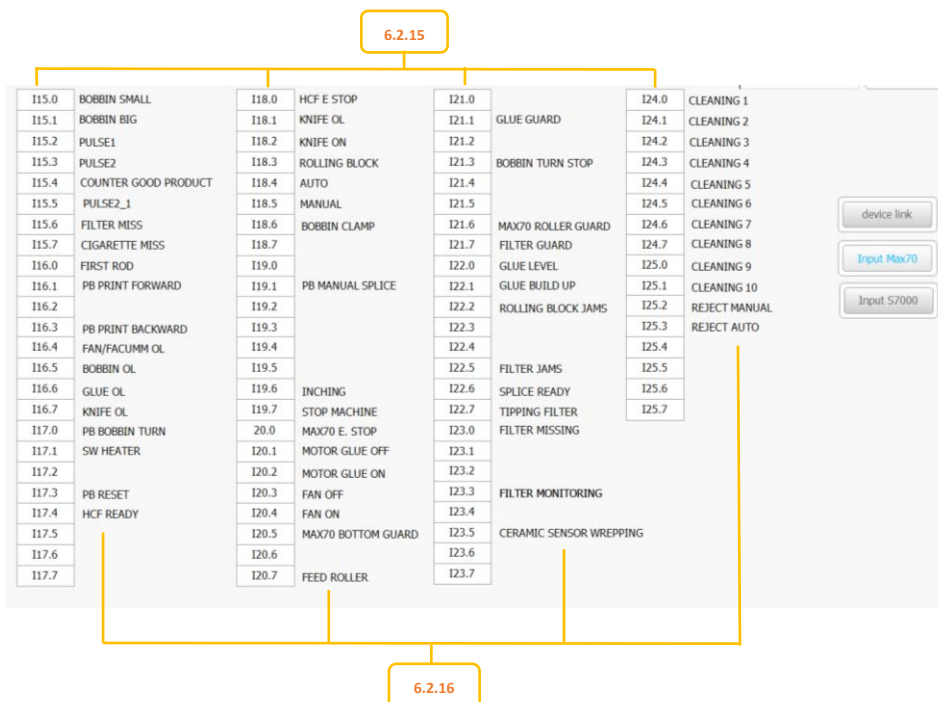 6.2.15
I15.0 BOBBIN SMALL
I15.1 BOBBIN BIG
I15.2 PULSE1
I15.3 PULSE2
I15.4 COUNTER GOOD PRODUCT
I15.5 PULSE2_1
I15.6 FILTER MISS
I15.7 CIGARETTE MISS
I16.0 FIRST ROD
I16.1 PB PRINT FORWARD
I16.2
I16.3 PB PRINT BACKWARD
I16.4 FAN/FACUMM OL
I16.5 BOBBIN OL
I16.6 GLUE OL
I16.7 KNIFE OL
I17.0 PB BOBBIN TURN
I17.1 SW HEATER
I17.2
I17.3 PB RESET
I17.4 HCF READY
I17.5
I17.6
I17.7
I18.0 HCF E STOP
I18.1 KNIFE OL
I18.2 KNIFE ON
I18.3 ROLLING BLOCK
I18.4 AUTO
I18.5 MANUAL
I18.6 BOBBIN CLAMP
I18.7
I19.0
I19.1 PB MANUAL SPLICE
I19.2
I19.3
I19.4
I19.5
I19.6 INCHING
I19.7 STOP MACHINE
20.0 MAX70 E. STOP
I20.1 MOTOR GLUE OFF
I20.2 MOTOR GLUE ON
I20.3 FAN OFF
I20.4 FAN ON
I20.5 MAX70 BOTTOM GUARD
I20.6
I20.7 FEED ROLLER
I21.0
I21.1 GLUE GUARD
I21.2
I21.3 BOBBIN TURN STOP
I21.4
I21.5
I21.6 MAX70 ROLLER GUARD
I21.7 FILTER GUARD
I22.0 GLUE LEVEL
I22.1 GLUE BUILD UP
I22.2 ROLLING BLOCK JAMS
I22.3
I22.4
I22.5 FILTER JAMS
I22.6 SPLICE READY
I22.7 TIPPING FILTER
I23.0 FILTER MISSING
I23.1
I23.2
I23.3 FILTER MONITORING
I23.4
I23.5 CERAMIC SENSOR WREPPING
I23.6
I23.7
I24.0 CLEANING 1
I24.1 CLEANING 2
I24.2 CLEANING 3
I24.3 CLEANING 4
I24.4 CLEANING 5
I24.5 CLEANING 6
I24.6 CLEANING 7
I24.7 CLEANING 8
I25.0 CLEANING 9
I25.1 CLEANING 10
I25.2 REJECT MANUAL
I25.3 REJECT AUTO
I25.4
I25.5
I25.6
I25.7
device link
Input Max70
Input S7000
6.2.16